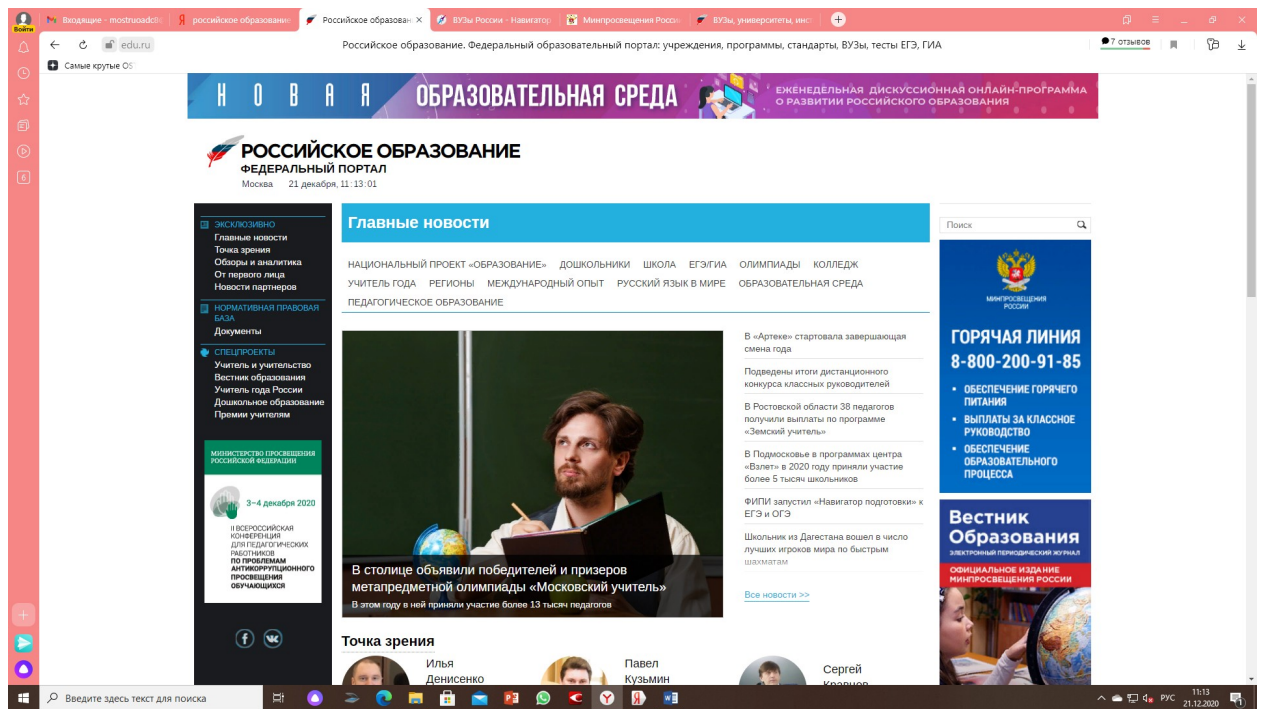 Войти
Входящие - mostruoadc8
российское образование
Российское образован
ВУЗы России - Навигатор
Минпросвещения Росси
ВУЗы, университеты, инст
edu.ru
Российское образование. Федеральный образовательный портал: учреждения, программы, стандарты, ВУЗы, тесты ЕГЭ, ГИА
7 отзывов
Самые крутые OS
6
НОВАЯ ОБРАЗОВАТЕЛЬНАЯ СРЕДА
ЕЖЕНЕДЕЛЬНАЯ ДИСКУССИОННАЯ ОНЛАЙН-ПРОГРАММА
О РАЗВИТИИ РОССИЙСКОГО ОБРАЗОВАНИЯ
РОССИЙСКОЕ ОБРАЗОВАНИЕ
ФЕДЕРАЛЬНЫЙ ПОРТАЛ
Москва 21 декабря, 11:13:01
ЭКСКЛЮЗИВНО
Главные новости
Точка зрения
Обзоры и аналитика
От первого лица
Новости партнеров
НОРМАТИВНАЯ ПРАВОВАЯ
БАЗА
Документы
СПЕЦПРОЕКТЫ
Учитель и учительство
Вестник образования
Учитель года России
Дошкольное образование
Премии учителям
МИНИСТЕРСТВО ПРОСВЕЩЕНИЯ
РОССИЙСКОЙ ФЕДЕРАЦИИ
3–4 декабря 2020
II ВСЕРОССИЙСКАЯ
КОНФЕРЕНЦИЯ
ДЛЯ ПЕДАГОГИЧЕСКИХ
РАБОТНИКОВ
ПО ПРОБЛЕМАМ
АНТИКОРРУПЦИОННОГО
ПРОСВЕЩЕНИЯ
ОБУЧАЮЩИХСЯ
Главные новости
НАЦИОНАЛЬНЫЙ ПРОЕКТ «ОБРАЗОВАНИЕ» ДОШКОЛЬНИКИ ШКОЛА ЕГЭ/ГИА ОЛИМПИАДЫ КОЛЛЕДЖ
УЧИТЕЛЬ ГОДА РЕГИОНЫ МЕЖДУНАРОДНЫЙ ОПЫТ РУССКИЙ ЯЗЫК В МИРЕ ОБРАЗОВАТЕЛЬНАЯ СРЕДА
ПЕДАГОГИЧЕСКОЕ ОБРАЗОВАНИЕ
В столице объявили победителей и призеров
метапредметной олимпиады «Московский учитель»
В этом году в ней приняли участие более 13 тысяч педагогов
В «Артеке» стартовала завершающая
смена года
Подведены итоги дистанционного
конкурса классных руководителей
В Ростовской области 38 педагогов
получили выплаты по программе
«Земский учитель»
В Подмосковье в программах центра
«Взлет» в 2020 году приняли участие
более 5 тысяч школьников
ФИПИ запустил «Навигатор подготовки» к
ЕГЭ и ОГЭ
Школьник из Дагестана вошел в число
лучших игроков мира по быстрым
шахматам
Все новости >>
Точка зрения
Илья
Денисенко
Павел
Кузьмин
Сергей
Кравцов
Поиск
МИНПРОСВЕЩЕНИЯ
РОССИИ
ГОРЯЧАЯ ЛИНИЯ
8-800-200-91-85
• ОБЕСПЕЧЕНИЕ ГОРЯЧЕГО
ПИТАНИЯ
• ВЫПЛАТЫ ЗА КЛАССНОЕ
РУКОВОДСТВО
• ОБЕСПЕЧЕНИЕ
ОБРАЗОВАТЕЛЬНОГО
ПРОЦЕССА
Вестник
Образования
ЭЛЕКТРОННЫЙ ПЕРИОДИЧЕСКИЙ ЖУРНАЛ
ОФИЦИАЛЬНОЕ ИЗДАНИЕ
МИНПРОСВЕЩЕНИЯ РОССИИ
Введите здесь текст для поиска
РУС
11:13
21.12.2020